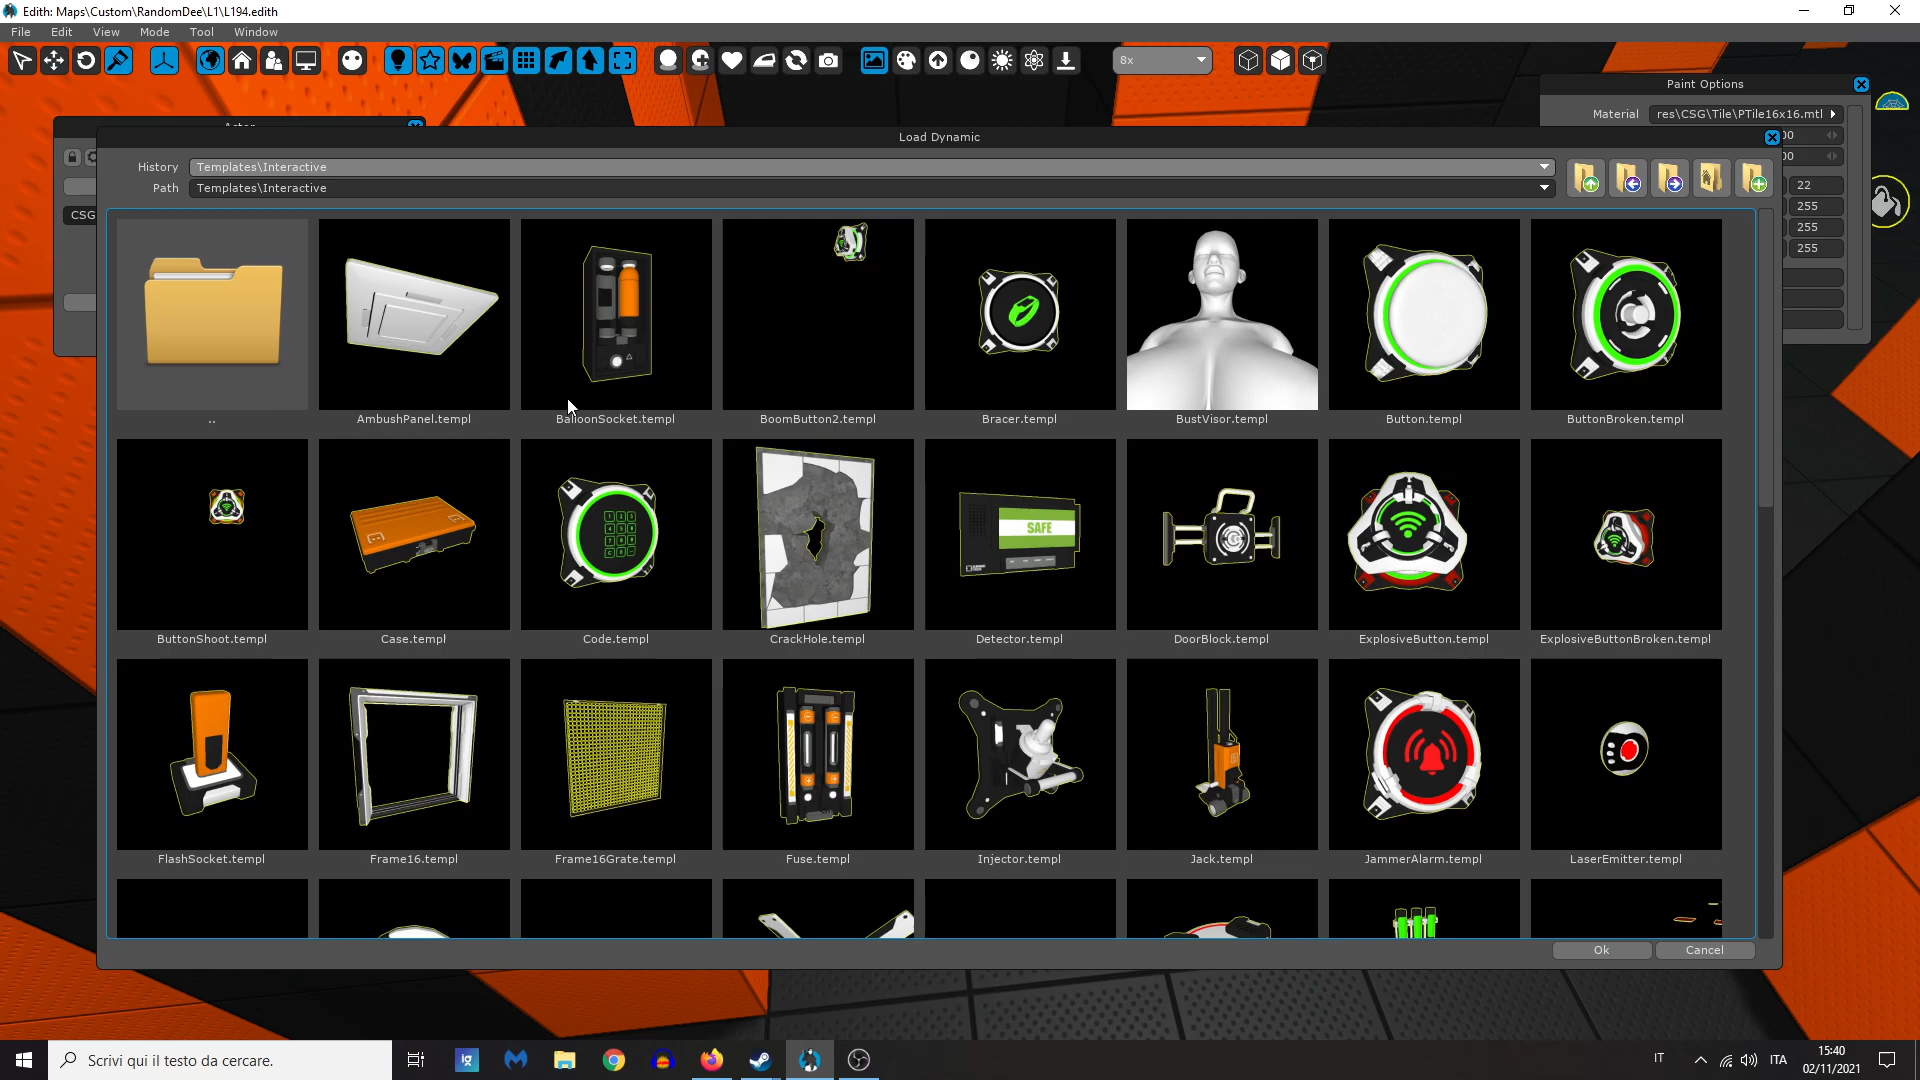 Edith: Maps\Custom\RandomDee\L1\L194.edith
File Edit View Mode Tool Window
8x
Paint Options
Material res\CSG\Tile\PTile16x16.mtl
Load Dynamic
00
History Templates\Interactive
00
Path Templates\Interactive
22
255
CSG
255
255
.. AmbushPanel.templ BalloonSocket.templ BoomButton2.templ Bracer.templ BustVisor.templ Button.templ ButtonBroken.templ
SAFE
ButtonShoot.templ Case.templ Code.templ CrackHole.templ Detector.templ DoorBlock.templ ExplosiveButton.templ ExplosiveButtonBroken.templ
FlashSocket.templ Frame16.templ Frame16Grate.templ Fuse.templ Injector.templ Jack.templ JammerAlarm.templ LaserEmitter.templ
Ok Cancel
Scrivi qui il testo da cercare.
IT
ITA
15:40
02/11/2021